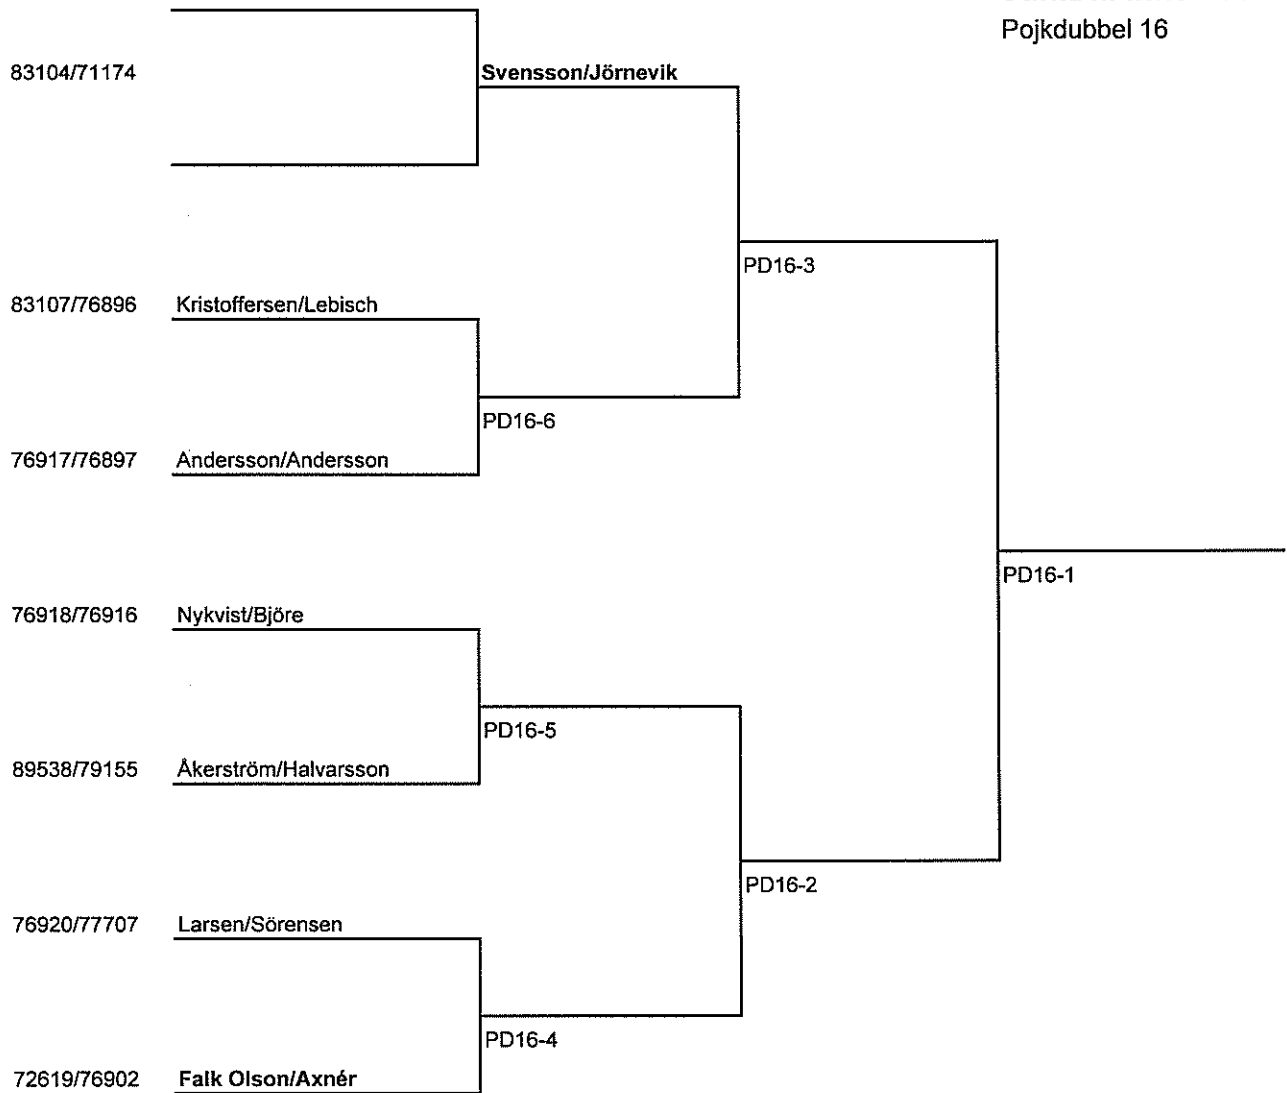 Pojkdubbel 16
83104/71174 Svensson/Jörnevik
PD16-3
83107/76896 Kristoffersen/Lebisch
PD16-6
76917/76897 Andersson/Andersson
PD16-1
76918/76916 Nykvist/Björe
PD16-5
89538/79155 Åkerström/Halvarsson
PD16-2
76920/77707 Larsen/Sörensen
PD16-4
72619/76902 Falk Olson/Axnér